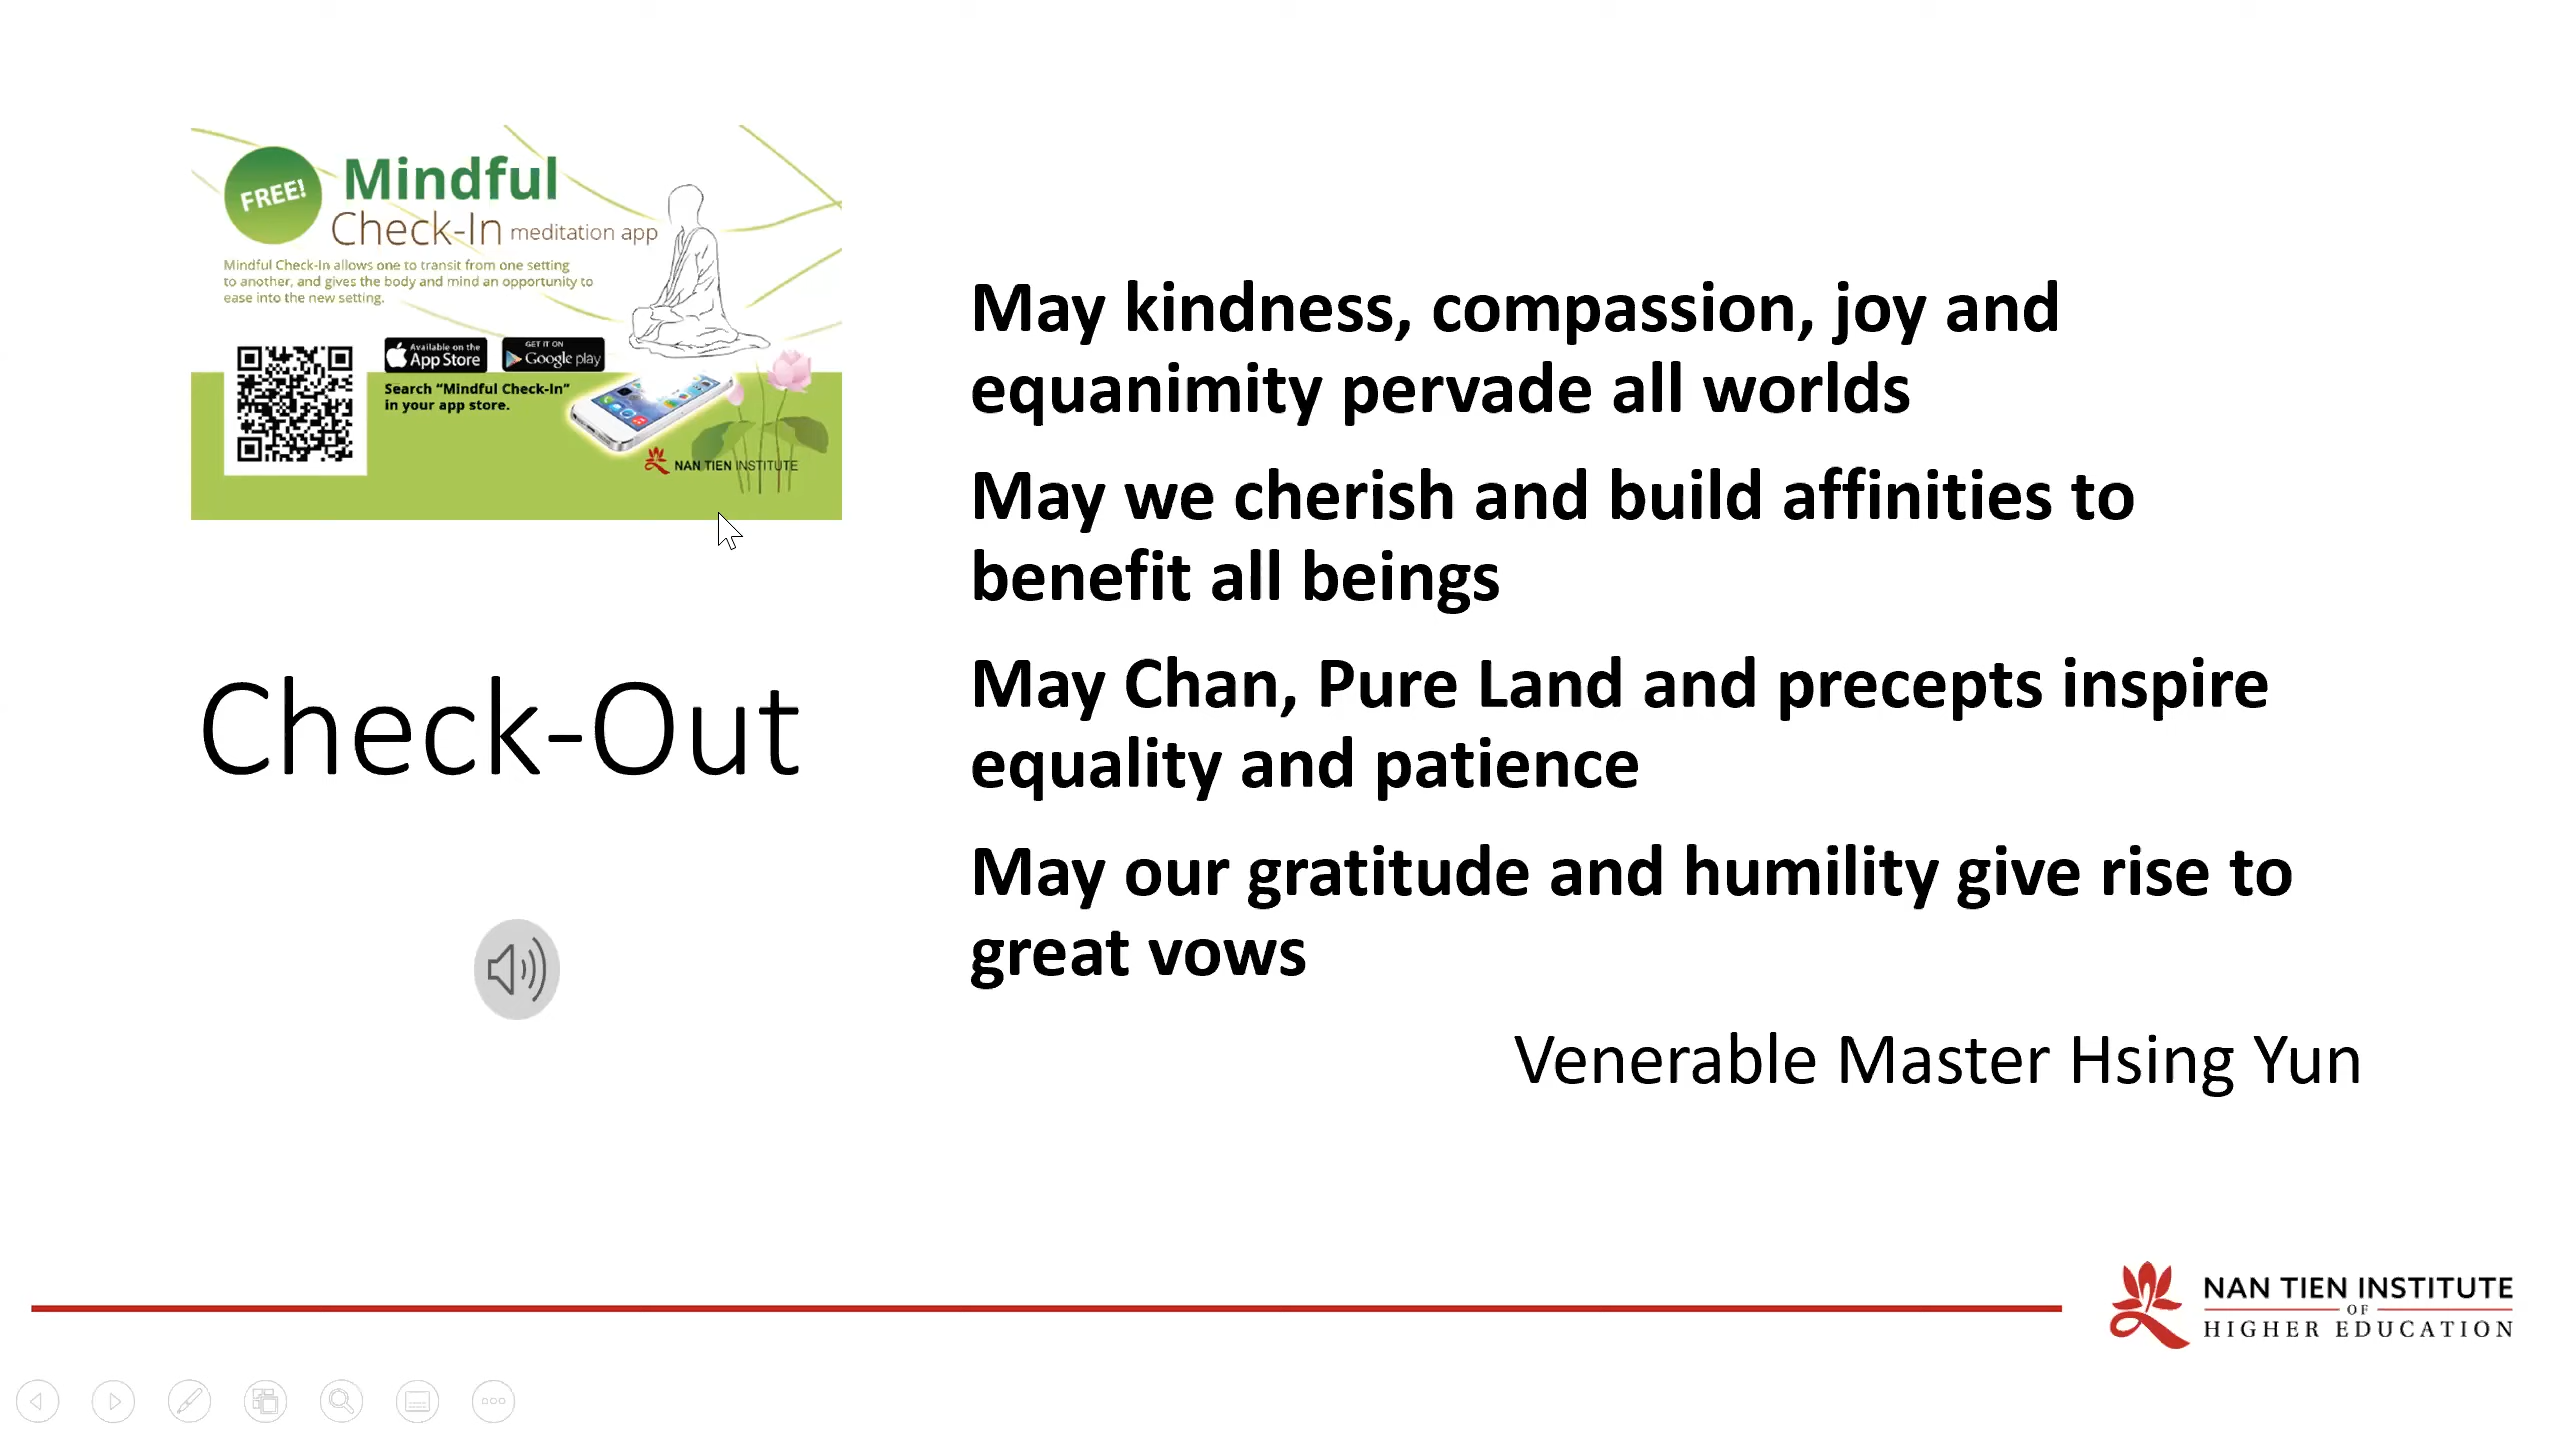 FREE!
Mindful
Check-In meditation app
Mindful Check-In allows one to transit from one setting
to another, and gives the body and mind an opportunity to
ease into the new setting.
Available on the
App Store
GET IT ON
Google play
Search “Mindful Check-In”
in your app store.
NAN TIEN INSTITUTE
Check-Out
May kindness, compassion, joy and
equanimity pervade all worlds
May we cherish and build affinities to
benefit all beings
May Chan, Pure Land and precepts inspire
equality and patience
May our gratitude and humility give rise to
great vows
Venerable Master Hsing Yun
NAN TIEN INSTITUTE
OF
HIGHER EDUCATION